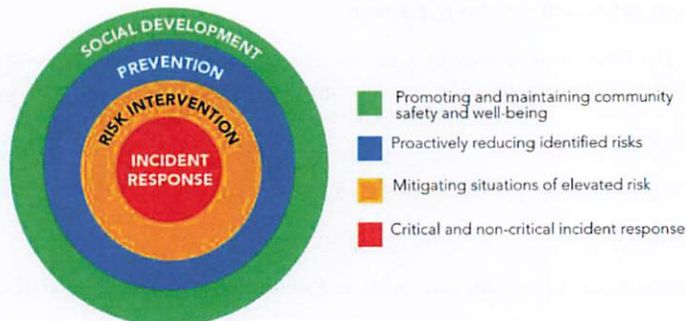 SOCIAL DEVELOPMENT
PREVENTION
RISK INTERVENTION
INCIDENT
RESPONSE
Promoting and maintaining community
safety and well-being
Proactively reducing identified risks
Mitigating situations of elevated risk
Critical and non-critical incident response